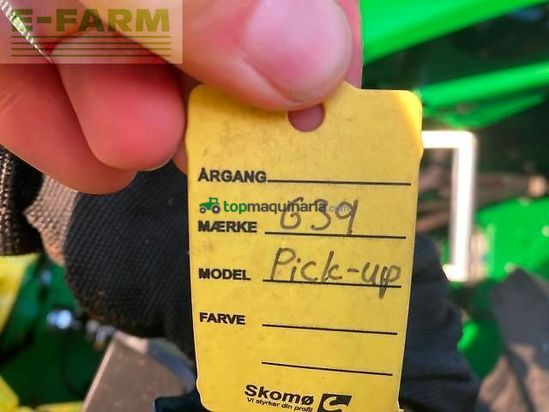 E-FARM
ÅRGANG
topmaquinaria.com
MÆRKE 639
MODEL Pick-up
FARVE
Skomø
Vi styrker din profil